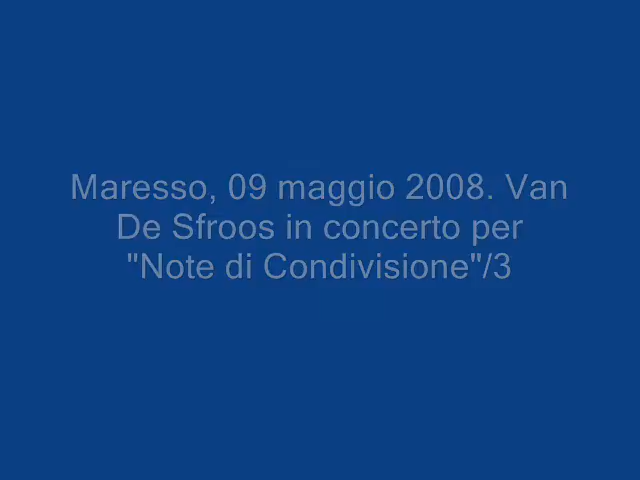 Maresso, 09 maggio 2008. Van
De Sfroos in concerto per
"Note di Condivisione"/3